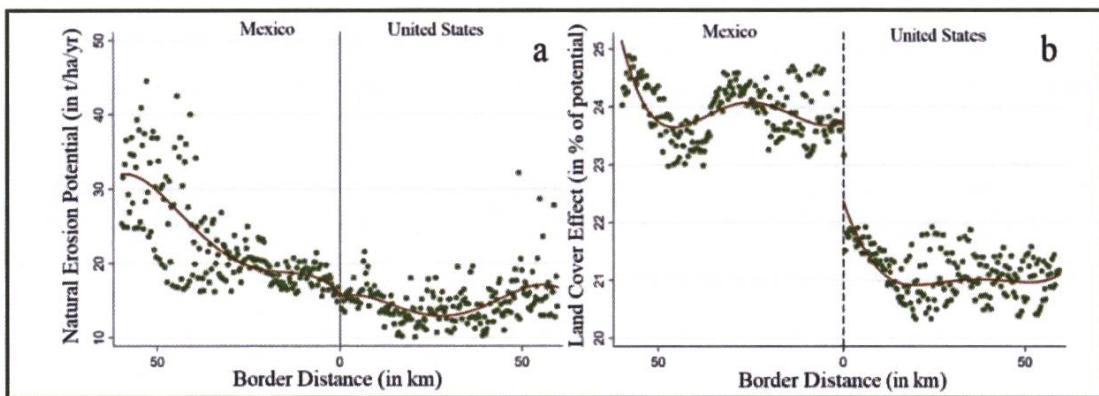 Mexico
United States
a
Natural Erosion Potential (in t/ha/yr)
50
40
30
20
10
50
0
50
Border Distance (in km)
Mexico
United States
b
Land Cover Effect (in % of potential)
25
24
23
22
21
20
50
0
50
Border Distance (in km)